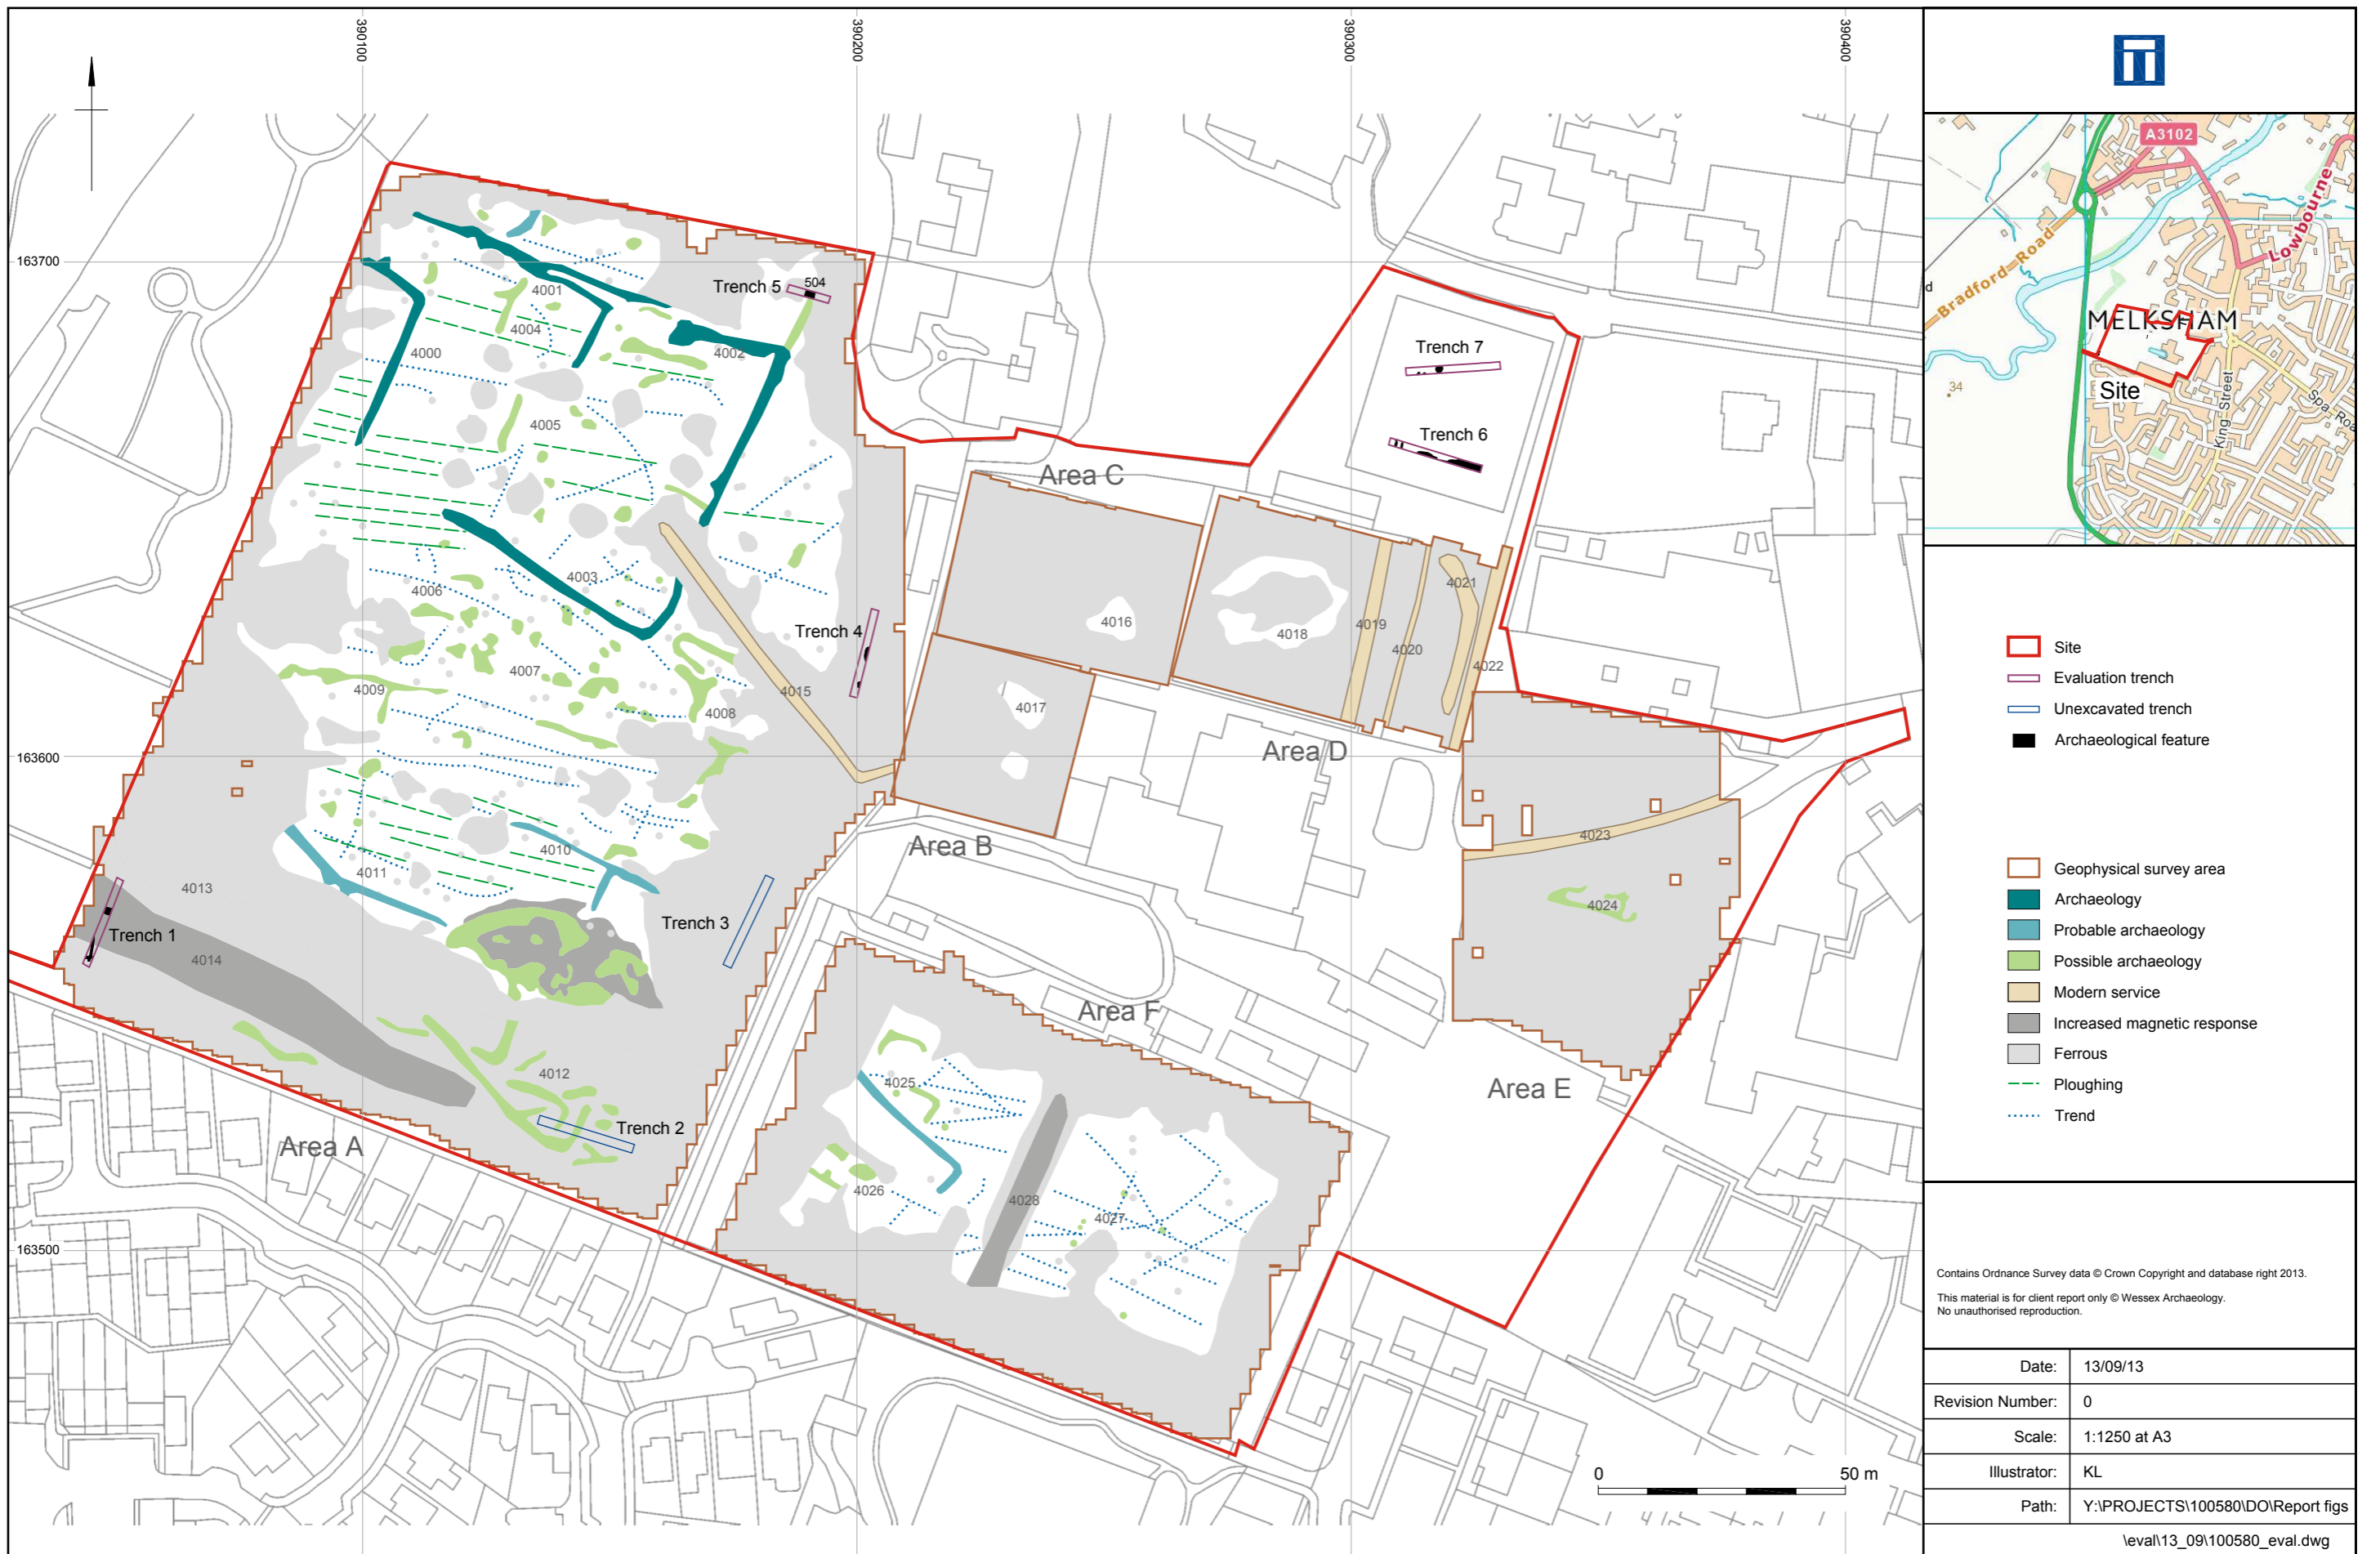 390100
390200
390300
390400
163700
163600
163500
Trench 5
504
4001
4004
4000
4002
4005
Trench 7
Trench 6
Area C
4003
4006
4007
4009
4008
4015
Trench 4
4016
4018
4019
4020
4021
4022
4017
Area D
Area B
4010
4011
4013
4014
Trench 1
Trench 3
4023
4024
Area F
Area E
4012
Trench 2
Area A
4025
4026
4028
4027
0
50 m
A3102
Lowbourne
Bradford Road
d
MELKSHAM
Site
34
King Street
Spa Roa
Site
Evaluation trench
Unexcavated trench
Archaeological feature
Geophysical survey area
Archaeology
Probable archaeology
Possible archaeology
Modern service
Increased magnetic response
Ferrous
Ploughing
Trend
Contains Ordnance Survey data © Crown Copyright and database right 2013.
This material is for client report only © Wessex Archaeology.
No unauthorised reproduction.
Date: 13/09/13
Revision Number: 0
Scale: 1:1250 at A3
Illustrator: KL
Path: Y:\PROJECTS\100580\DO\Report figs
\eval\13_09\100580_eval.dwg